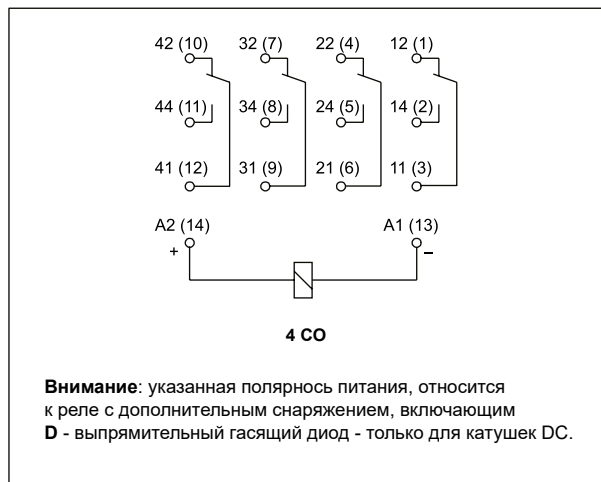 42 (10) 32 (7) 22 (4) 12 (1)
44 (11) 34 (8) 24 (5) 14 (2)
41 (12) 31 (9) 21 (6) 11 (3)
A2 (14) A1 (13)
+ –
4 CO
Внимание: указанная полярнось питания, относится
к реле с дополнительным снаряжением, включающим
D - выпрямительный гасящий диод - только для катушек DC.